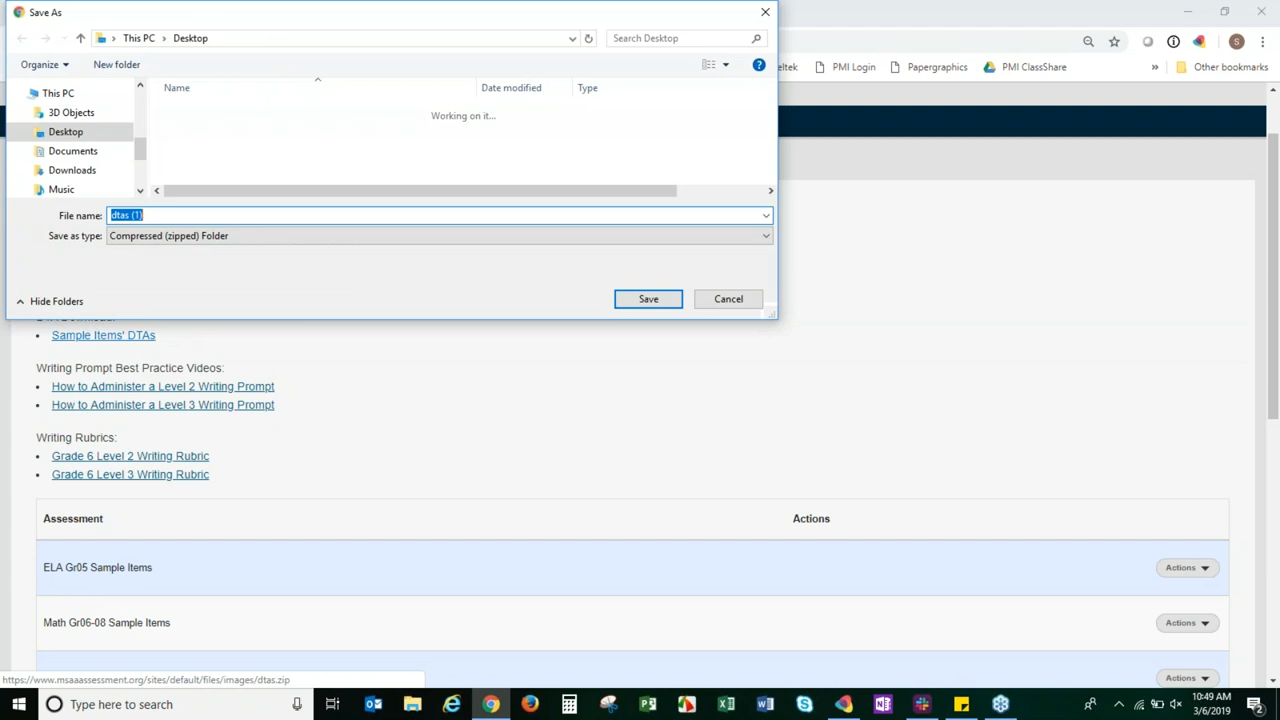 Save As
This PC
Desktop
Search Desktop
Organize
New folder
eltek
PMI Login
Papergraphics
PMI ClassShare
»
Other bookmarks
S
This PC
3D Objects
Desktop
Documents
Downloads
Music
Name
Date modified
Type
Working on it...
File name:
dtas (1)
Save as type:
Compressed (zipped) Folder
Hide Folders
Save
Cancel
• Sample Items' DTAs
Writing Prompt Best Practice Videos:
• How to Administer a Level 2 Writing Prompt
• How to Administer a Level 3 Writing Prompt
Writing Rubrics:
• Grade 6 Level 2 Writing Rubric
• Grade 6 Level 3 Writing Rubric
Assessment
Actions
ELA Gr05 Sample Items
Actions
Math Gr06-08 Sample Items
Actions
Actions
https://www.msaaassessment.org/sites/default/files/images/dtas.zip
Type here to search
10:49 AM
3/6/2019
2